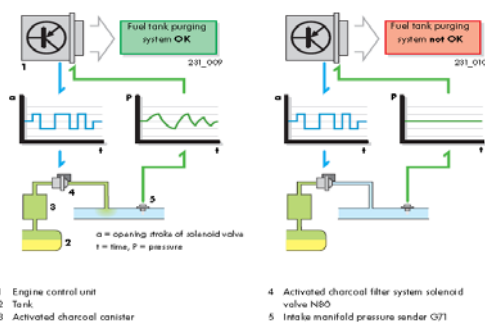 Fuel tank purging
system OK
231_009
1
a
t
P
t
4
5
3
2
a = opening stroke of solenoid valve
t = time, P = pressure
Fuel tank purging
system not OK
231_010
a
t
P
t
1 Engine control unit
2 Tank
3 Activated charcoal canister
4 Activated charcoal filter system solenoid
valve N80
5 Intake manifold pressure sender G71